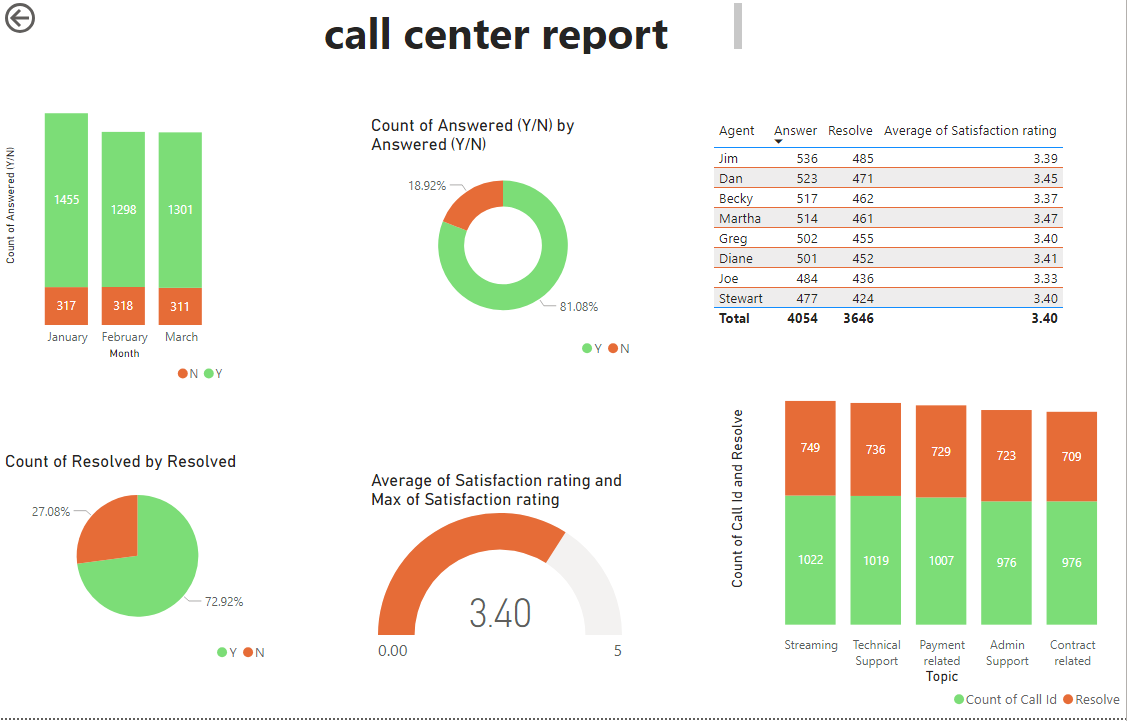 call center report
Count of Answered (Y/N)
1455
1298
1301
317
318
311
January February March
Month
N Y
Count of Answered (Y/N) by
Answered (Y/N)
18.92%
81.08%
Y N
Agent Answer Resolve Average of Satisfaction rating
Jim 536 485 3.39
Dan 523 471 3.45
Becky 517 462 3.37
Martha 514 461 3.47
Greg 502 455 3.40
Diane 501 452 3.41
Joe 484 436 3.33
Stewart 477 424 3.40
Total 4054 3646 3.40
Count of Resolved by Resolved
27.08%
72.92%
Y N
Average of Satisfaction rating and
Max of Satisfaction rating
3.40
0.00 5
Count of Call Id and Resolve
749 736 729 723 709
1022 1019 1007 976 976
Streaming Technical Payment Admin Contract
Support related Support related
Topic
Count of Call Id Resolve